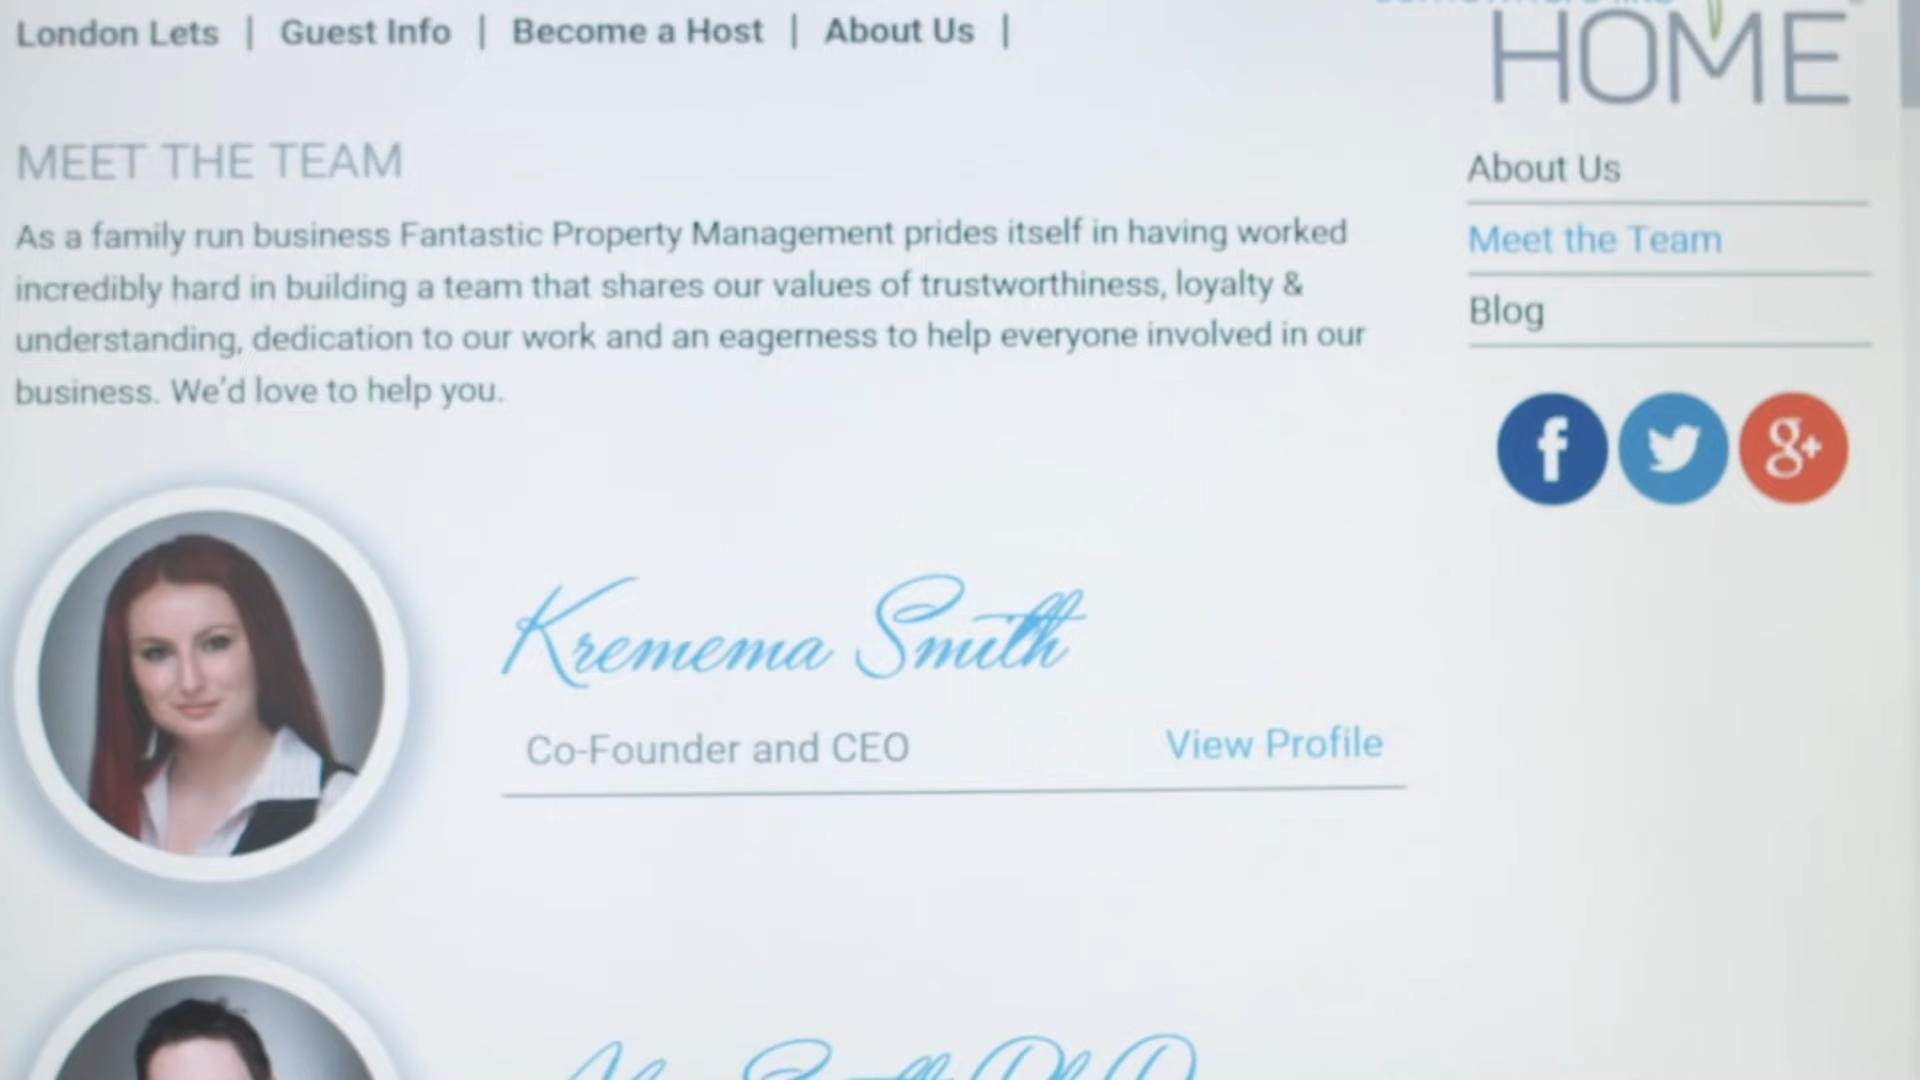 London Lets | Guest Info | Become a Host | About Us |
HOME
MEET THE TEAM
As a family run business Fantastic Property Management prides itself in having worked
incredibly hard in building a team that shares our values of trustworthiness, loyalty &
understanding, dedication to our work and an eagerness to help everyone involved in our
business. We'd love to help you.
About Us
Meet the Team
Blog
f
g+
Kremema Smith
Co-Founder and CEO
View Profile